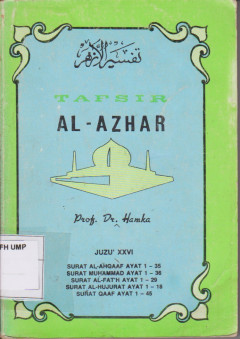 تفسير الأزهر
TAFSIR
AL-AZHAR
Prof. Dr. Hamka
FH UMP
JUZU' XXVI
SURAT AL-AHQAAF AYAT 1 – 35
SURAT MUHAMMAD AYAT 1 – 38
SURAT AL-FAT'H AYAT 1 – 29
SURAT AL-HUJURAT AYAT 1 – 18
SURAT QAAF AYAT 1 – 45